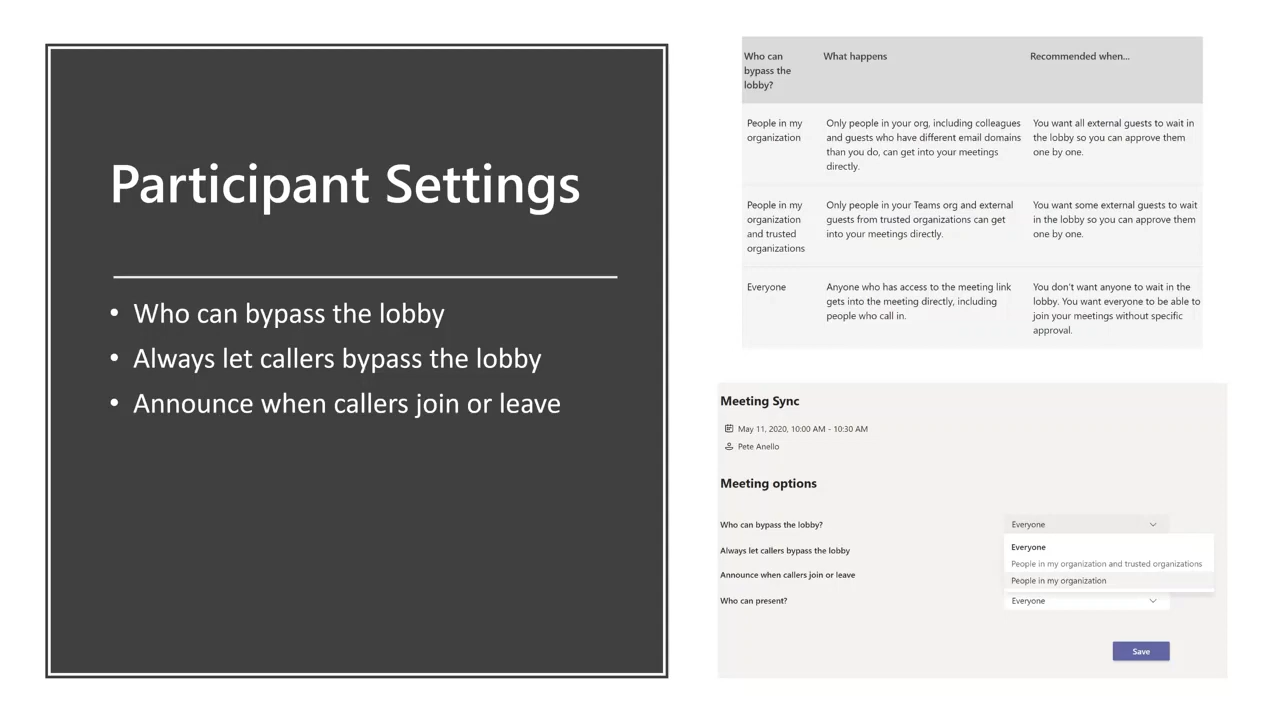 Participant Settings
• Who can bypass the lobby
• Always let callers bypass the lobby
• Announce when callers join or leave
Who can
bypass the
lobby?
What happens
Recommended when...
People in my
organization
Only people in your org, including colleagues
and guests who have different email domains
than you do, can get into your meetings
directly.
You want all external guests to wait in
the lobby so you can approve them
one by one.
People in my
organization
and trusted
organizations
Only people in your Teams org and external
guests from trusted organizations can get
into your meetings directly.
You want some external guests to wait
in the lobby so you can approve them
one by one.
Everyone
Anyone who has access to the meeting link
gets into the meeting directly, including
people who call in.
You don't want anyone to wait in the
lobby. You want everyone to be able to
join your meetings without specific
approval.
Meeting Sync
May 11, 2020, 10:00 AM - 10:30 AM
Pete Anello
Meeting options
Who can bypass the lobby?
Everyone
Everyone
People in my organization and trusted organizations
People in my organization
Always let callers bypass the lobby
Announce when callers join or leave
Who can present?
Everyone
Save